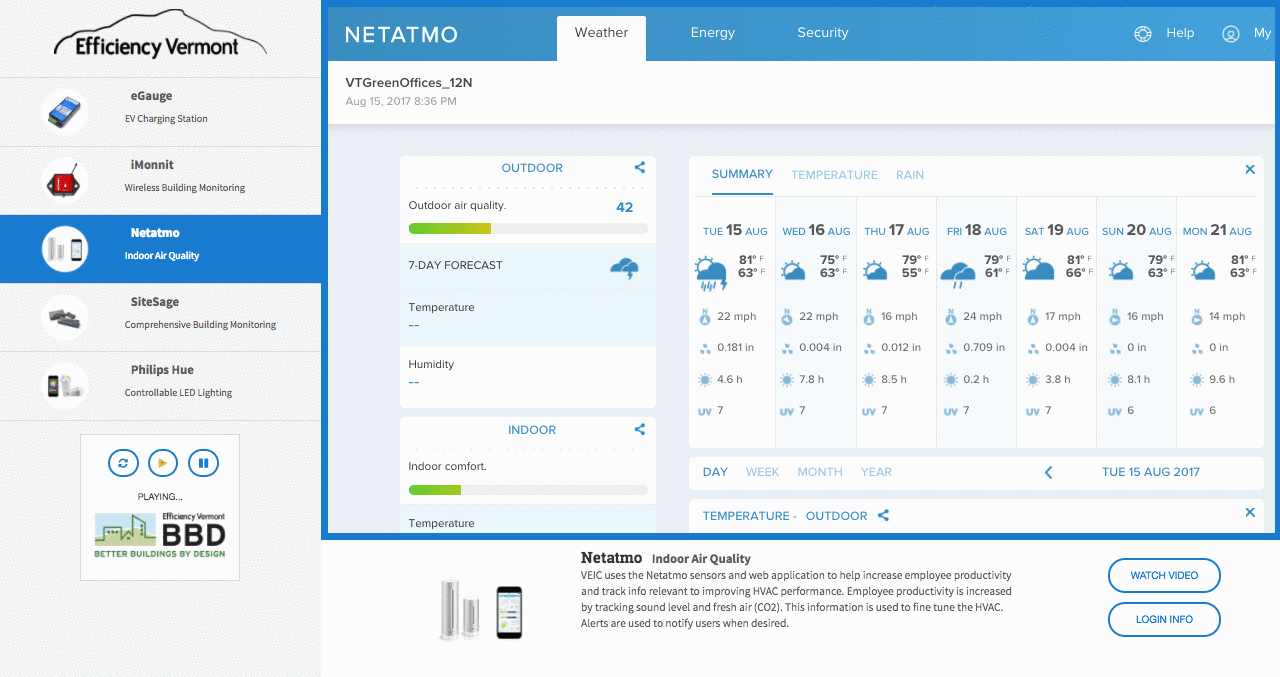 Efficiency Vermont
eGauge
EV Charging Station
iMonnit
Wireless Building Monitoring
Netatmo
Indoor Air Quality
SiteSage
Comprehensive Building Monitoring
Philips Hue
Controllable LED Lighting
PLAYING...
Efficiency Vermont
BBD
BETTER BUILDINGS BY DESIGN
NETATMO
Weather
Energy
Security
Help
My
VTGreenOffices_12N
Aug 15, 2017 8:36 PM
OUTDOOR
Outdoor air quality. 42
7-DAY FORECAST
Temperature
--
Humidity
--
INDOOR
Indoor comfort.
Temperature
SUMMARY TEMPERATURE RAIN
TUE 15 AUG WED 16 AUG THU 17 AUG FRI 18 AUG SAT 19 AUG SUN 20 AUG MON 21 AUG
81° F 75° F 79° F 79° F 81° F 79° F 81° F
63° F 63° F 55° F 61° F 66° F 63° F 63° F
N 22 mph N 22 mph N 16 mph N 24 mph N 17 mph N 16 mph N 14 mph
0.181 in 0.004 in 0.012 in 0.709 in 0.004 in 0 in 0 in
4.6 h 7.8 h 8.5 h 0.2 h 3.8 h 8.1 h 9.6 h
UV 7 UV 7 UV 7 UV 7 UV 7 UV 6 UV 6
DAY WEEK MONTH YEAR TUE 15 AUG 2017
TEMPERATURE - OUTDOOR
Netatmo Indoor Air Quality
VEIC uses the Netatmo sensors and web application to help increase employee productivity
and track info relevant to improving HVAC performance. Employee productivity is increased
by tracking sound level and fresh air (CO2). This information is used to fine tune the HVAC.
Alerts are used to notify users when desired.
WATCH VIDEO
LOGIN INFO